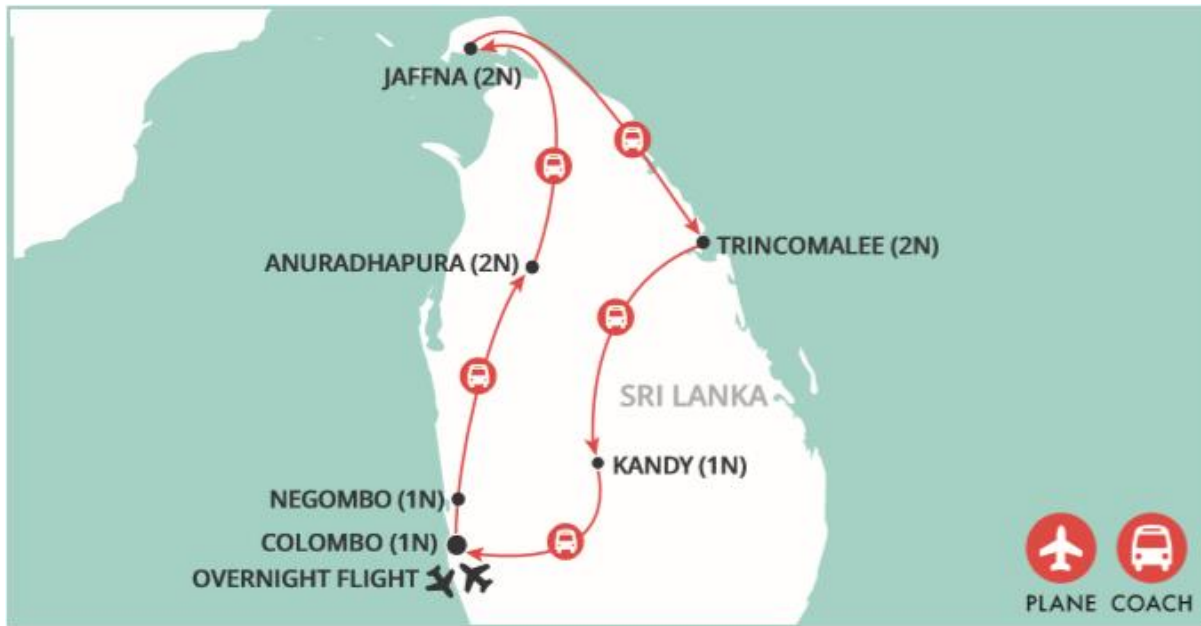 JAFFNA (2N)
TRINCOMALEE (2N)
ANURADHAPURA (2N)
SRI LANKA
KANDY (1N)
NEGOMBO (1N)
COLOMBO (1N)
OVERNIGHT FLIGHT
PLANE COACH